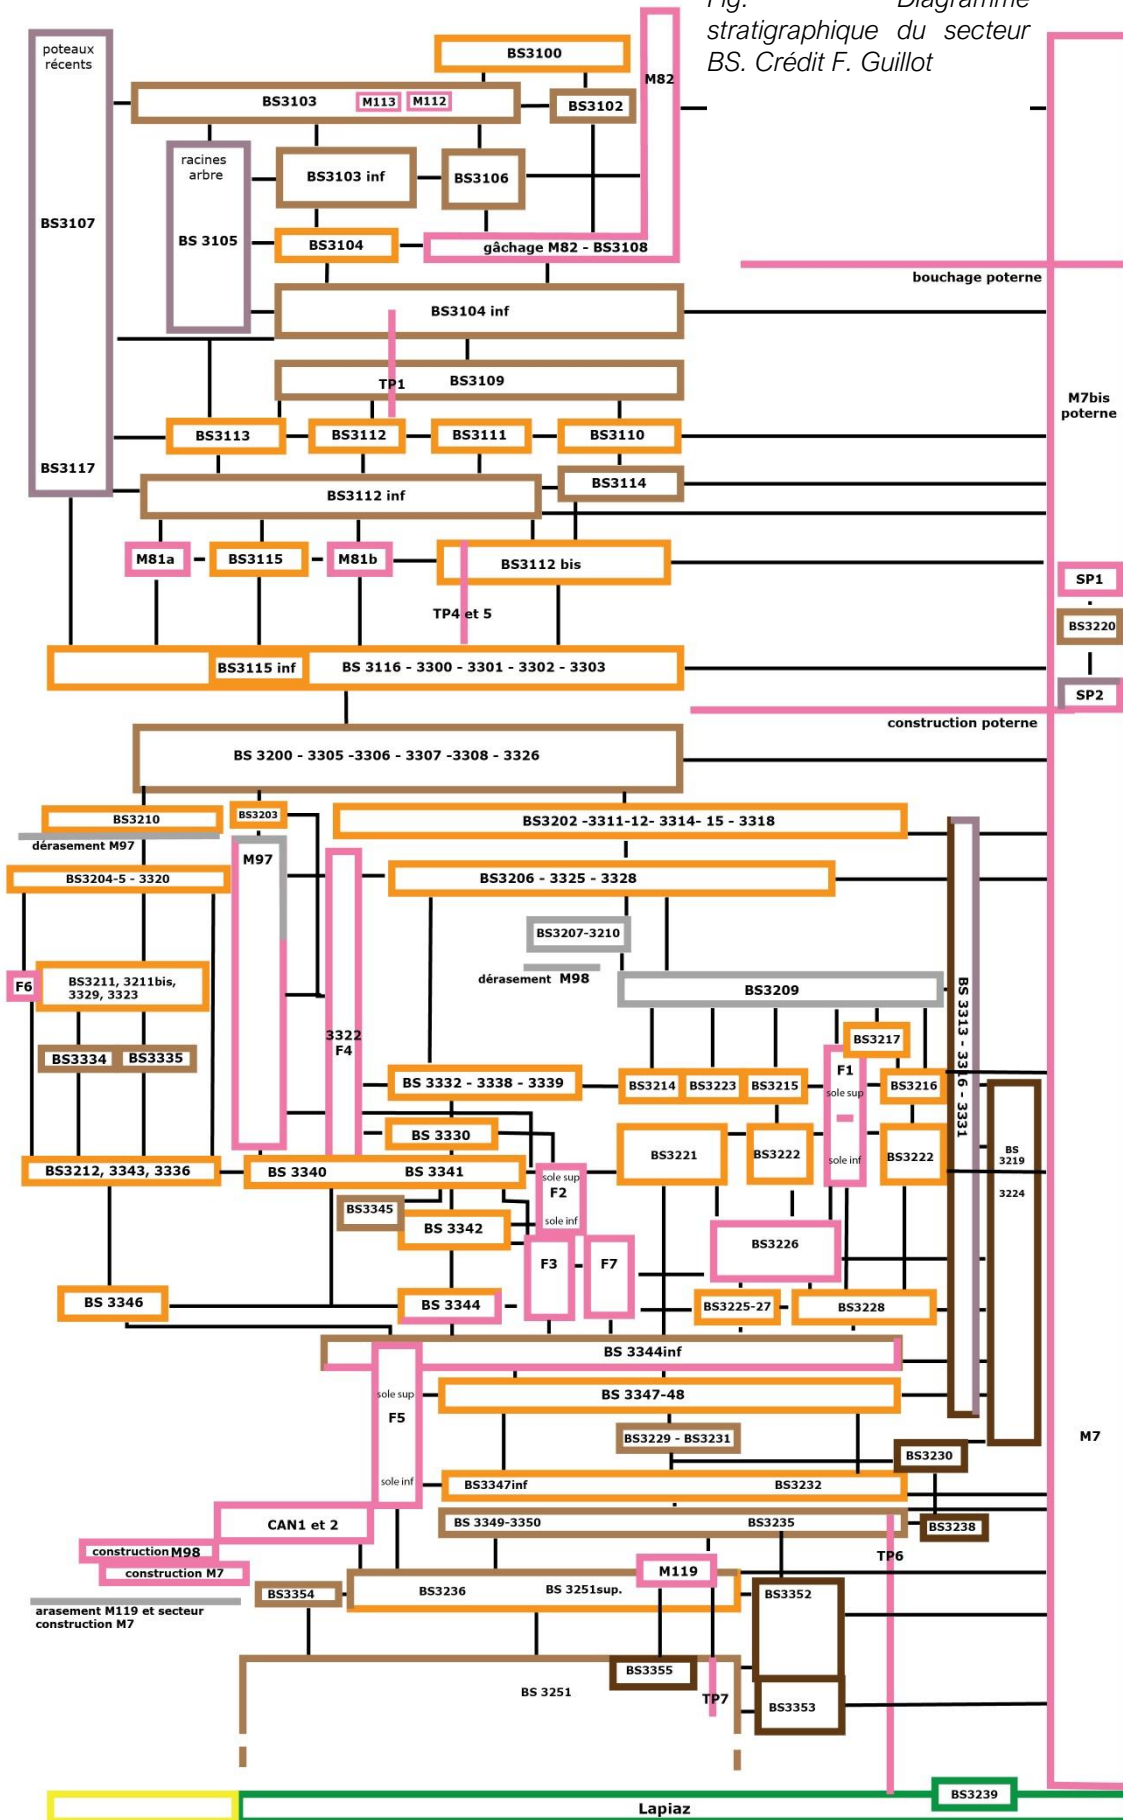 Fig. Diagramme
stratigraphique du secteur
BS. Crédit F. Guillot
poteaux
récents
BS3100
M82
BS3103
M113
M112
BS3102
racines
arbre
BS3103 inf
BS3106
BS3107
BS 3105
BS3104
gâchage M82 - BS3108
bouchage poterne
BS3104 inf
TP1
BS3109
M7bis
poterne
BS3113
BS3112
BS3111
BS3110
BS3117
BS3112 inf
BS3114
M81a
BS3115
M81b
BS3112 bis
SP1
TP4 et 5
BS3220
BS3115 inf
BS 3116 - 3300 - 3301 - 3302 - 3303
SP2
construction poterne
BS 3200 - 3305 -3306 - 3307 -3308 - 3326
BS3210
BS3203
BS3202 -3311-12- 3314- 15 - 3318
dérasement M97
M97
BS3204-5 - 3320
BS3206 - 3325 - 3328
BS3207-3210
dérasement M98
F6
BS3211, 3211bis,
3329, 3323
BS3209
BS 3313 - 3316 - 3331
3322
F4
BS3217
BS3334
BS3335
F1
sole sup
BS 3332 - 3338 - 3339
BS3214
BS3223
BS3215
BS3216
BS 3330
BS3221
BS3222
sole inf
BS3222
BS
3219
3224
BS3212, 3343, 3336
BS 3340
BS 3341
sole sup
F2
sole inf
BS3345
BS 3342
BS3226
F3
F7
BS 3346
BS 3344
BS3225-27
BS3228
BS 3344inf
sole sup
F5
sole inf
BS 3347-48
BS3229 - BS3231
M7
BS3230
BS3347inf
BS3232
CAN1 et 2
BS 3349-3350
BS3235
BS3238
construction M98
TP6
construction M7
M119
BS3354
BS3236
BS 3251sup.
BS3352
arasement M119 et secteur
construction M7
BS3355
BS 3251
TP7
BS3353
BS3239
Lapiaz